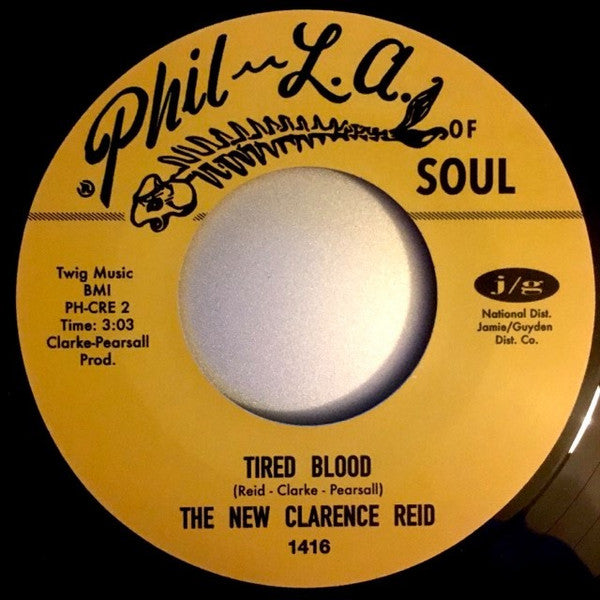 Phil-L.A.
OF
SOUL
®
Twig Music
BMI
PH-CRE 2
Time: 3:03
Clarke-Pearsall
Prod.
j/g
National Dist.
Jamie/Guyden
Dist. Co.
TIRED BLOOD
(Reid - Clarke - Pearsall)
THE NEW CLARENCE REID
1416